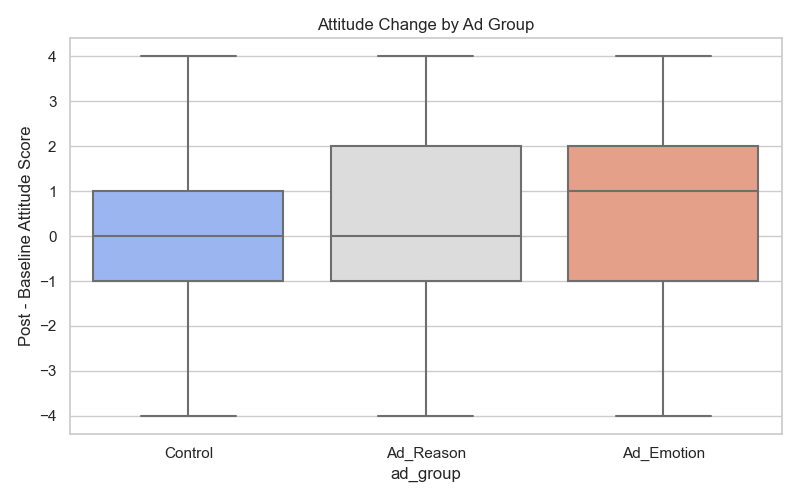 Attitude Change by Ad Group
Post - Baseline Attitude Score
4
3
2
1
0
−1
−2
−3
−4
Control
Ad_Reason
Ad_Emotion
ad_group